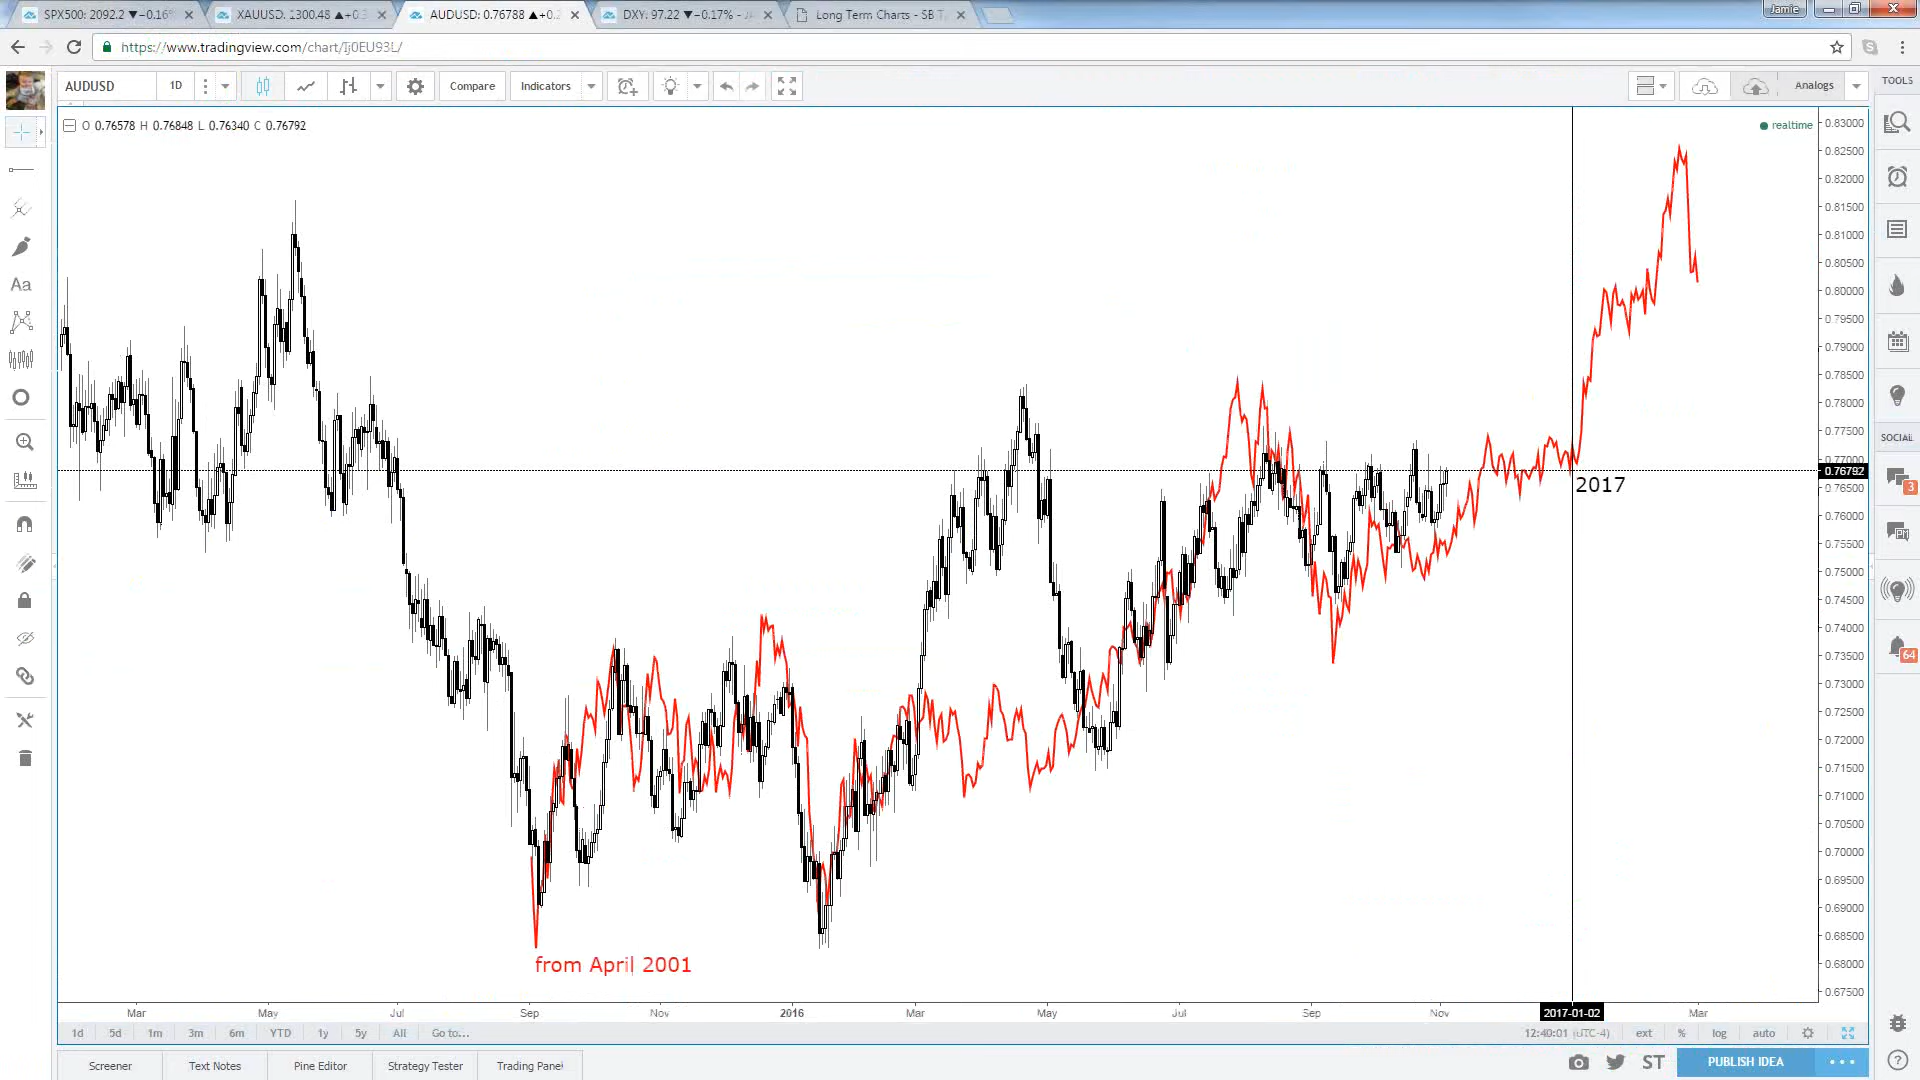 SPX500: 2092.2 ▼−0.16%
XAUUSD: 1300.48 ▲+0.3
AUDUSD: 0.76788 ▲+0.2
DXY: 97.22 ▼−0.17% -
Long Term Charts - SB T
Jamie
https://www.tradingview.com/chart/Ij0EU93L/
AUDUSD
1D
Compare
Indicators
Analogs
TOOLS
O 0.76578 H 0.76848 L 0.76340 C 0.76792
realtime
0.83000
0.82500
0.82000
0.81500
0.81000
0.80500
0.80000
0.79500
0.79000
0.78500
0.78000
0.77500
0.77000
0.76792
0.76500
0.76000
0.75500
0.75000
0.74500
0.74000
0.73500
0.73000
0.72500
0.72000
0.71500
0.71000
0.70500
0.70000
0.69500
0.69000
0.68500
0.68000
0.67500
SOCIAL
3
64
Aa
2017
from April 2001
Mar
May
Jul
Sep
Nov
2016
Mar
May
Jul
Sep
Nov
2017-01-02
Mar
1d 5d 1m 3m 6m YTD 1y 5y All Go to...
12:40:01 (UTC-4) ext % log auto
Screener
Text Notes
Pine Editor
Strategy Tester
Trading Panel
ST
PUBLISH IDEA